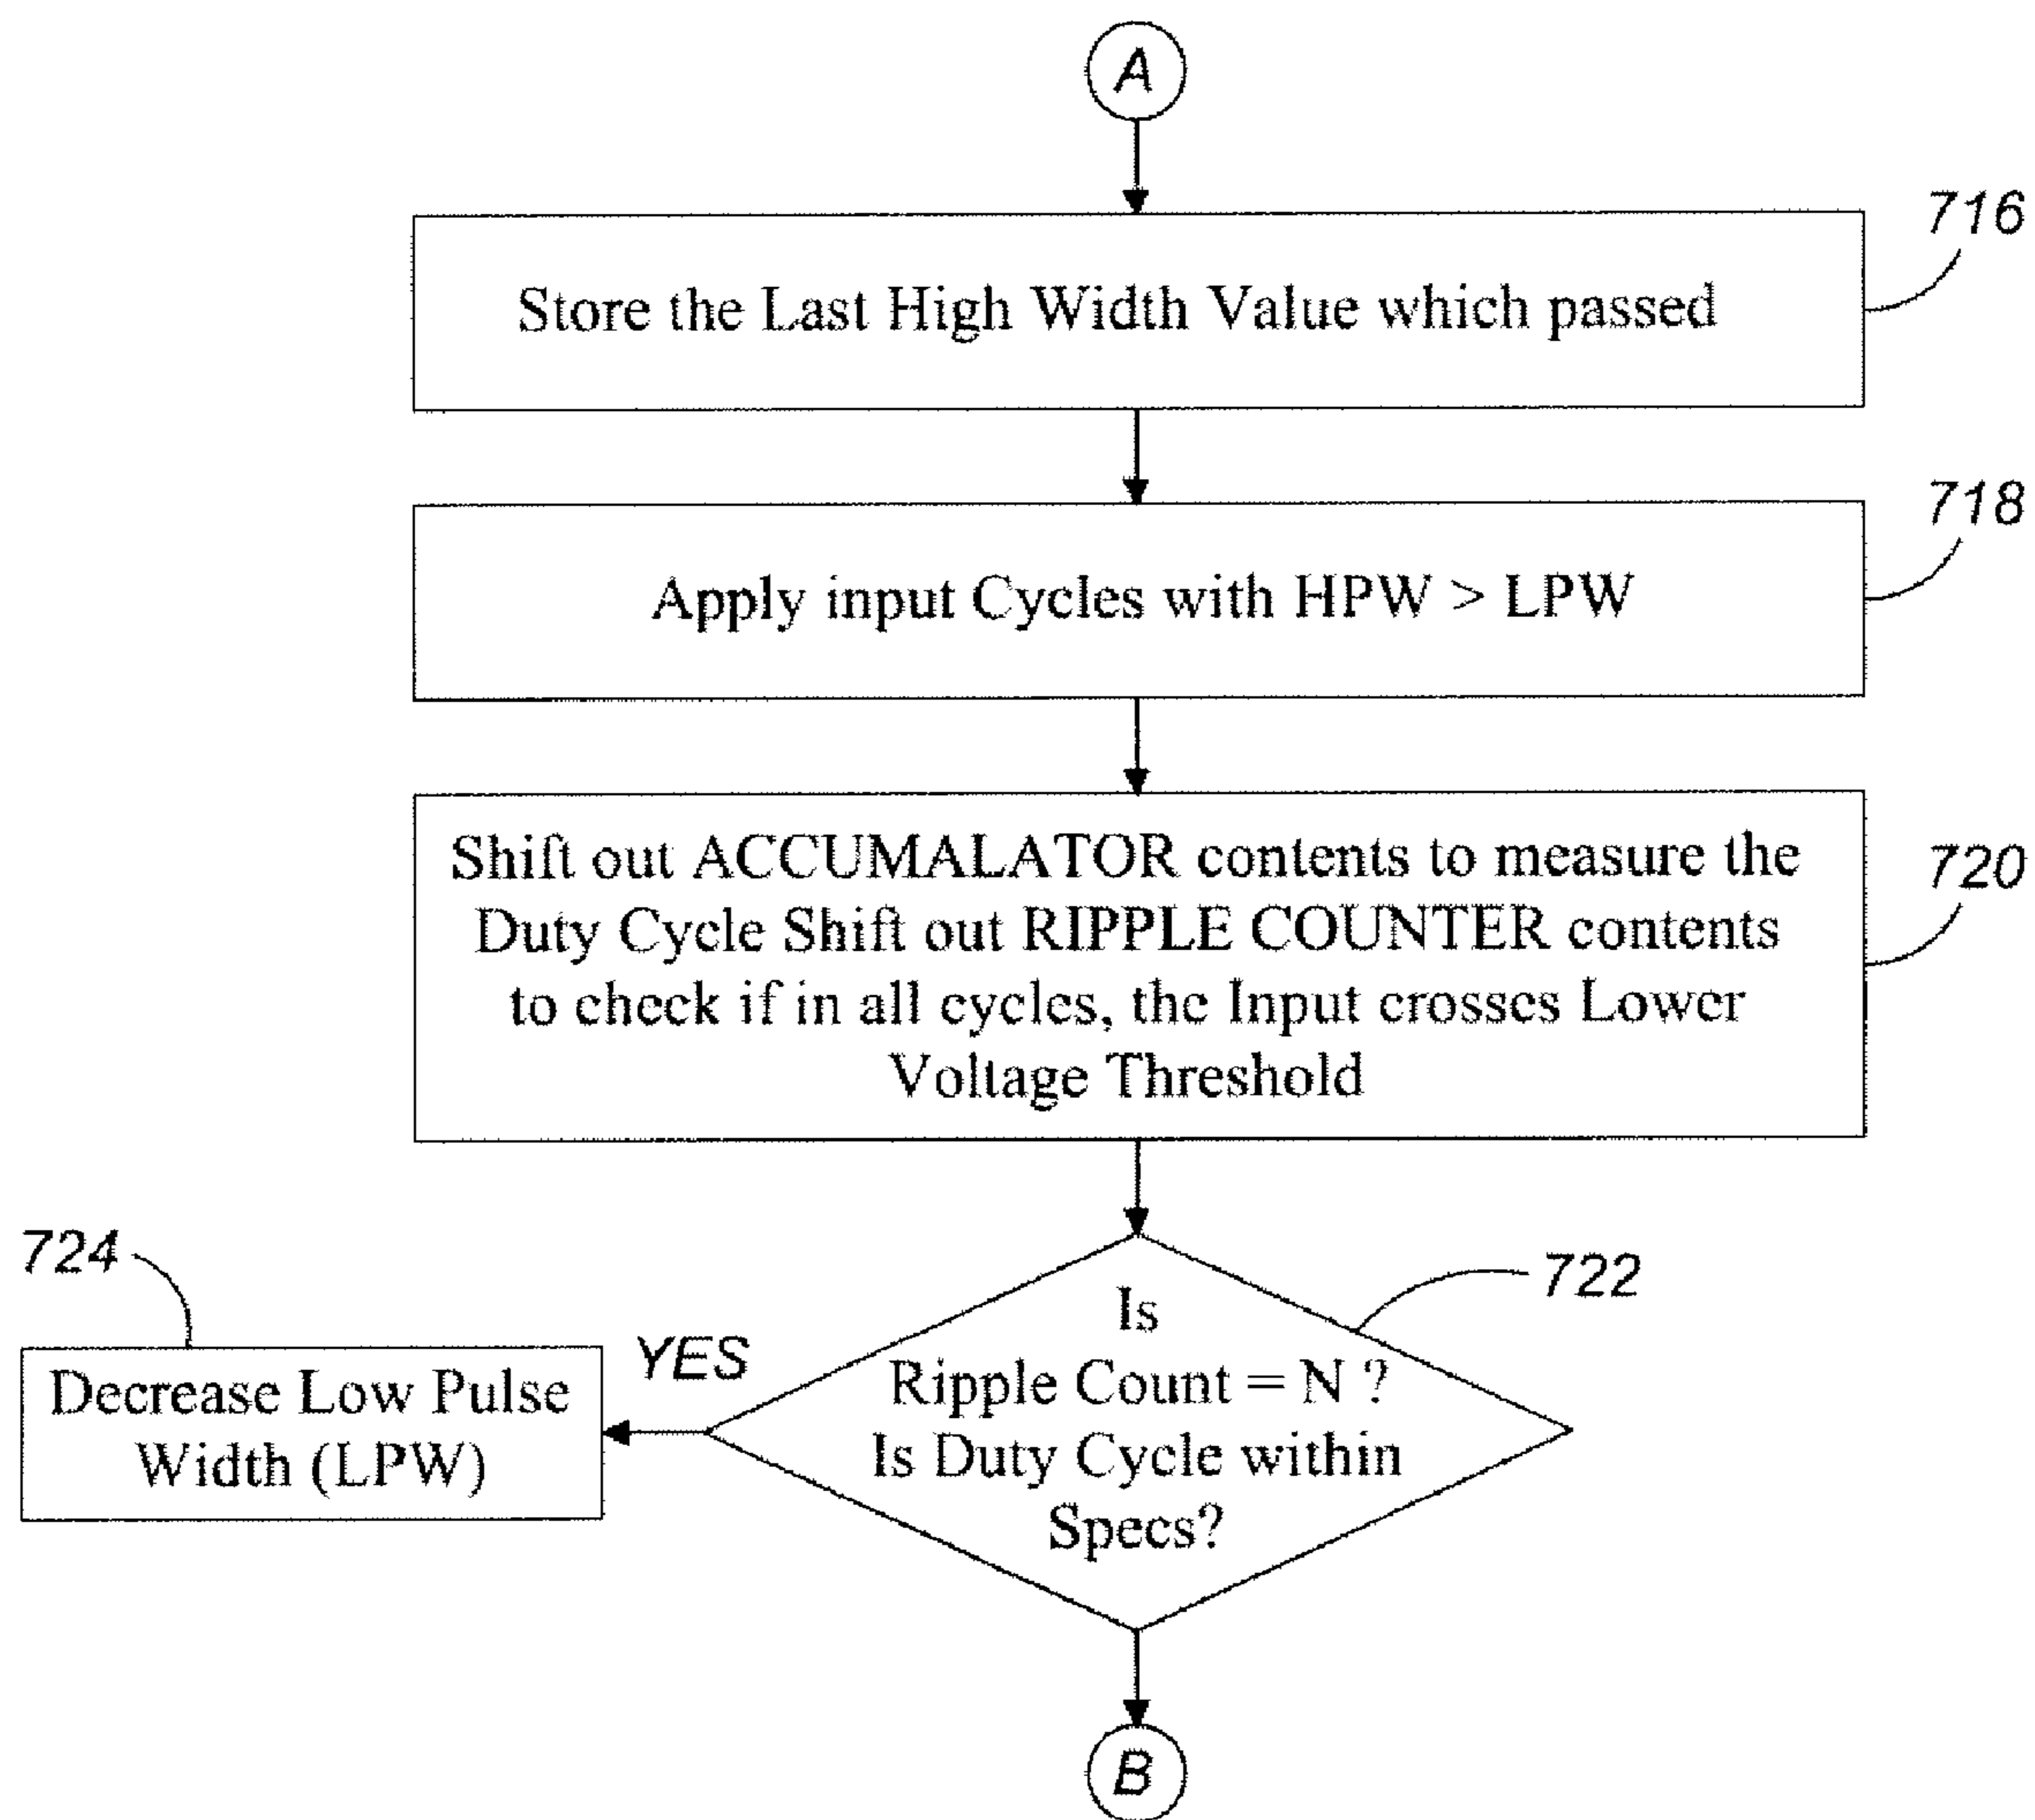 A
716
Store the Last High Width Value which passed
718
Apply input Cycles with HPW > LPW
720
Shift out ACCUMALATOR contents to measure the
Duty Cycle Shift out RIPPLE COUNTER contents
to check if in all cycles, the Input crosses Lower
Voltage Threshold
724
722
Decrease Low Pulse
Width (LPW)
YES
Is
Ripple Count = N ?
Is Duty Cycle within
Specs?
B